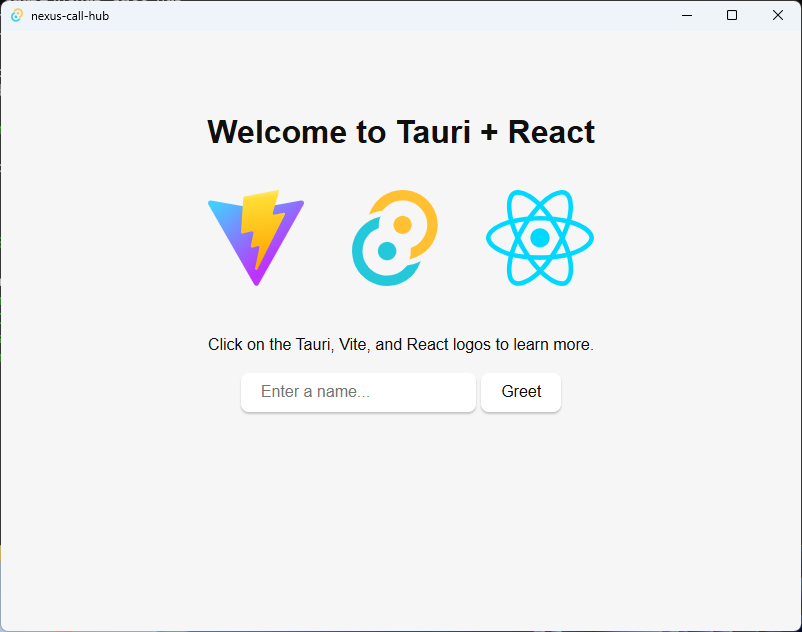 nexus-call-hub
Welcome to Tauri + React
Click on the Tauri, Vite, and React logos to learn more.
Enter a name...
Greet